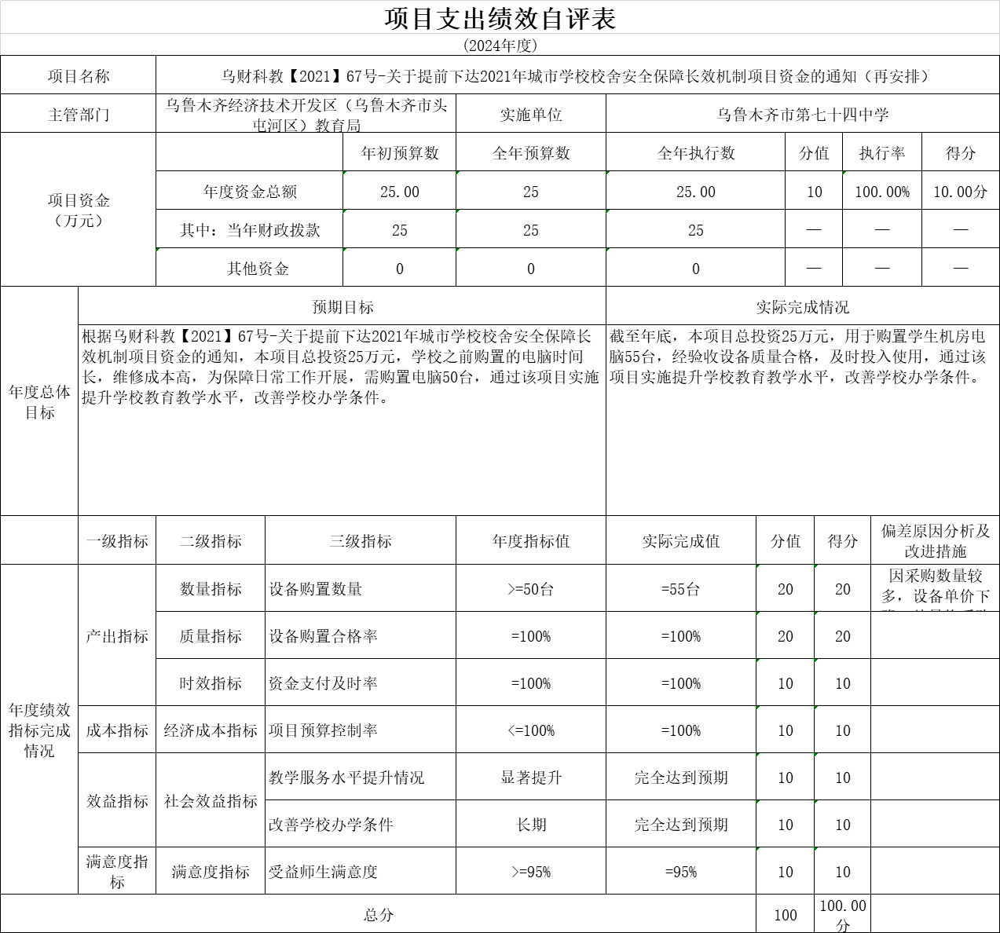 项目支出绩效自评表
(2024年度)
项目名称
乌财科教【2021】67号-关于提前下达2021年城市学校校舍安全保障长效机制项目资金的通知（再安排）
主管部门
乌鲁木齐经济技术开发区（乌鲁木齐市头
屯河区）教育局
实施单位
乌鲁木齐市第七十四中学
项目资金
（万元）
年初预算数
全年预算数
全年执行数
分值
执行率
得分
年度资金总额
25.00
25
25.00
10
100.00%
10.00分
其中：当年财政拨款
25
25
25
—
—
—
其他资金
0
0
0
—
—
—
年度总体
目标
预期目标
实际完成情况
根据乌财科教【2021】67号-关于提前下达2021年城市学校校舍安全保障长
效机制项目资金的通知，本项目总投资25万元，学校之前购置的电脑时间
长，维修成本高，为保障日常工作开展，需购置电脑50台，通过该项目实施
提升学校教育教学水平，改善学校办学条件。
截至年底，本项目总投资25万元，用于购置学生机房电
脑55台，经验收设备质量合格，及时投入使用，通过该
项目实施提升学校教育教学水平，改善学校办学条件。
一级指标
二级指标
三级指标
年度指标值
实际完成值
分值
得分
偏差原因分析及
改进措施
年度绩效
指标完成
情况
产出指标
数量指标
设备购置数量
>=50台
=55台
20
20
因采购数量较
多，设备单价下
质量指标
设备购置合格率
=100%
=100%
20
20
时效指标
资金支付及时率
=100%
=100%
10
10
成本指标
经济成本指标
项目预算控制率
<=100%
=100%
10
10
效益指标
社会效益指标
教学服务水平提升情况
显著提升
完全达到预期
10
10
改善学校办学条件
长期
完全达到预期
10
10
满意度指
标
满意度指标
受益师生满意度
>=95%
=95%
10
10
总分
100
100.00
分